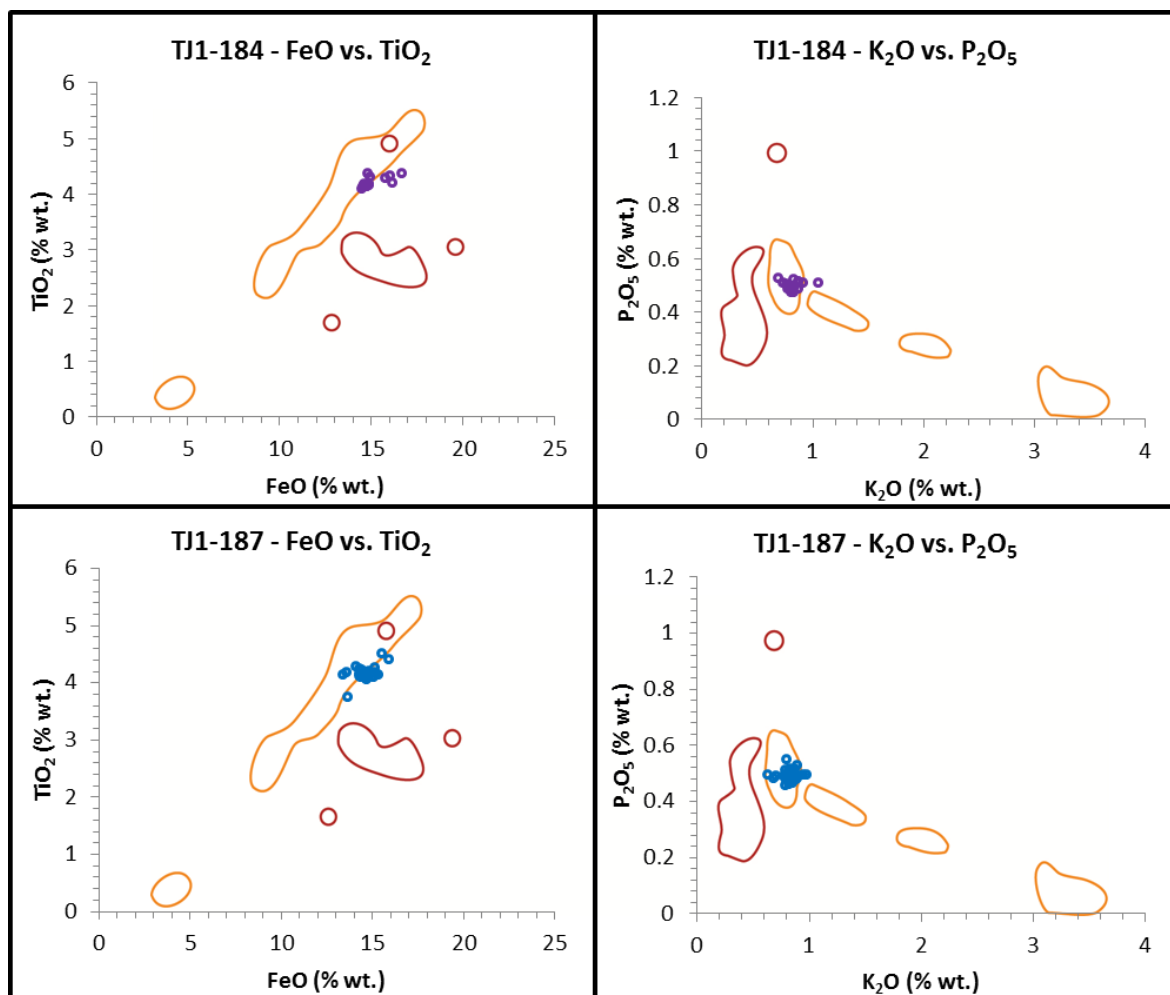 TJ1-184 - FeO vs. TiO₂
6
5
4
3
2
1
0
TiO₂ (% wt.)
0 5 10 15 20 25
FeO (% wt.)
TJ1-184 - K₂O vs. P₂O₅
1.2
1
0.8
0.6
0.4
0.2
0
P₂O₅ (% wt.)
0 1 2 3 4
K₂O (% wt.)
TJ1-187 - FeO vs. TiO₂
6
5
4
3
2
1
0
TiO₂ (% wt.)
0 5 10 15 20 25
FeO (% wt.)
TJ1-187 - K₂O vs. P₂O₅
1.2
1
0.8
0.6
0.4
0.2
0
P₂O₅ (% wt.)
0 1 2 3 4
K₂O (% wt.)